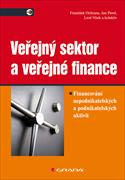 František Ochrana, Jan Pavel,
Leoš Vítek a kolektiv
Veřejný sektor
a veřejné finance
Financování
nepodnikatelských
a podnikatelských
aktivit
GRADA